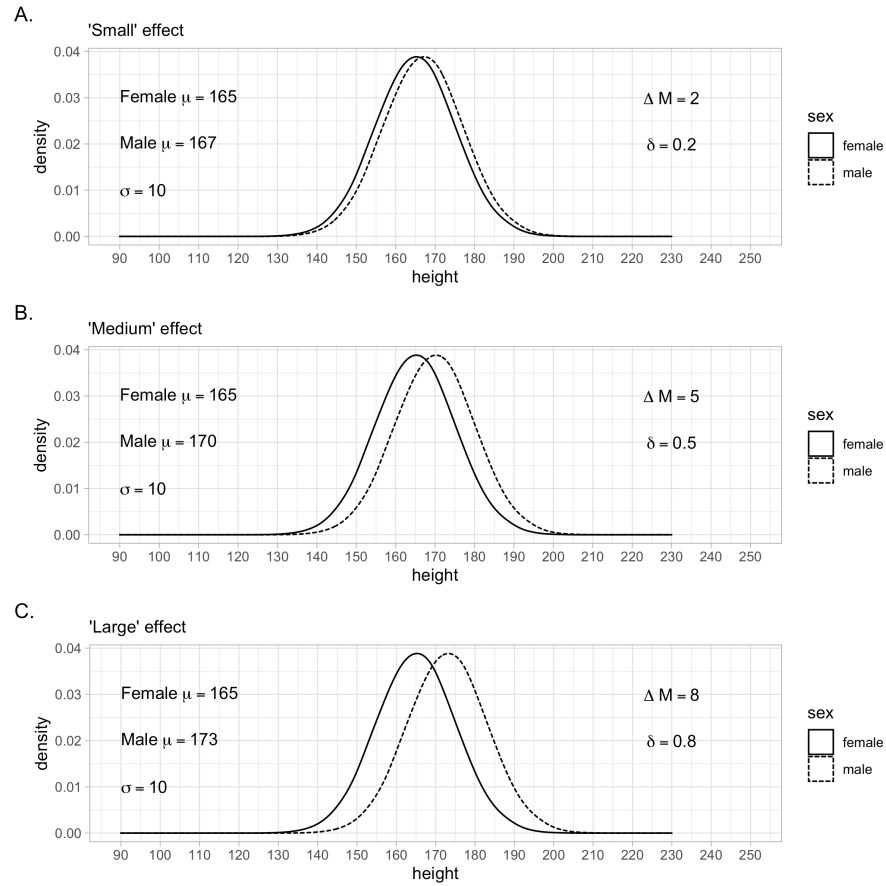 A.
'Small' effect
0.04
0.03
0.02
0.01
0.00
density
Female μ = 165
Male μ = 167
σ = 10
Δ M = 2
δ = 0.2
90 100 110 120 130 140 150 160 170 180 190 200 210 220 230 240 250
height
sex
female
male
B.
'Medium' effect
0.04
0.03
0.02
0.01
0.00
density
Female μ = 165
Male μ = 170
σ = 10
Δ M = 5
δ = 0.5
90 100 110 120 130 140 150 160 170 180 190 200 210 220 230 240 250
height
sex
female
male
C.
'Large' effect
0.04
0.03
0.02
0.01
0.00
density
Female μ = 165
Male μ = 173
σ = 10
Δ M = 8
δ = 0.8
90 100 110 120 130 140 150 160 170 180 190 200 210 220 230 240 250
height
sex
female
male